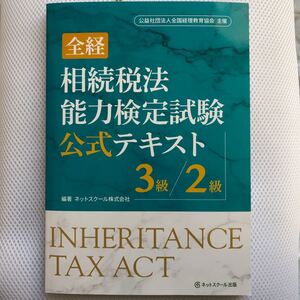 公益社団法人全国経理教育協会 主催
全経
相続税法
能力検定試験
公式テキスト
3級/2級
編著 ネットスクール株式会社
INHERITANCE
TAX ACT
ネットスクール出版